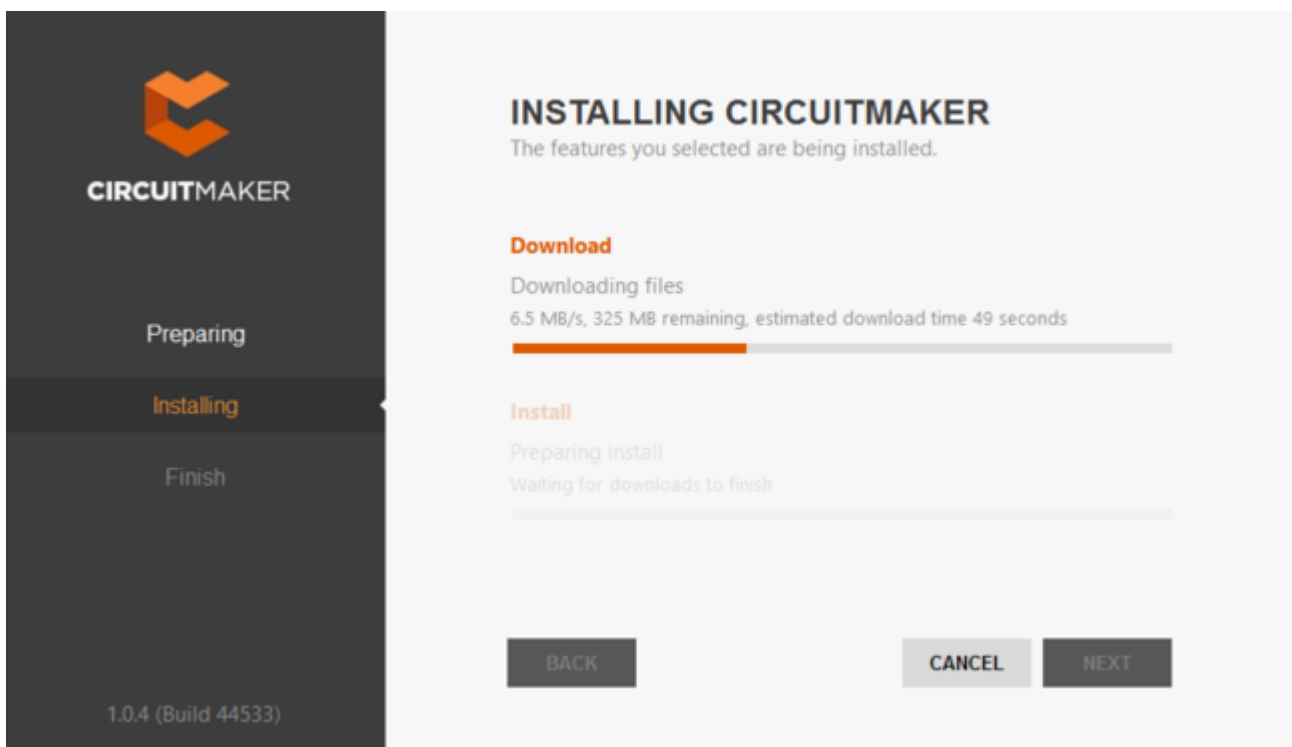 CIRCUITMAKER
Preparing
Installing
Finish
1.0.4 (Build 44533)
INSTALLING CIRCUITMAKER
The features you selected are being installed.
Download
Downloading files
6.5 MB/s, 325 MB remaining, estimated download time 49 seconds
Install
Preparing install
Waiting for downloads to finish
BACK
CANCEL
NEXT